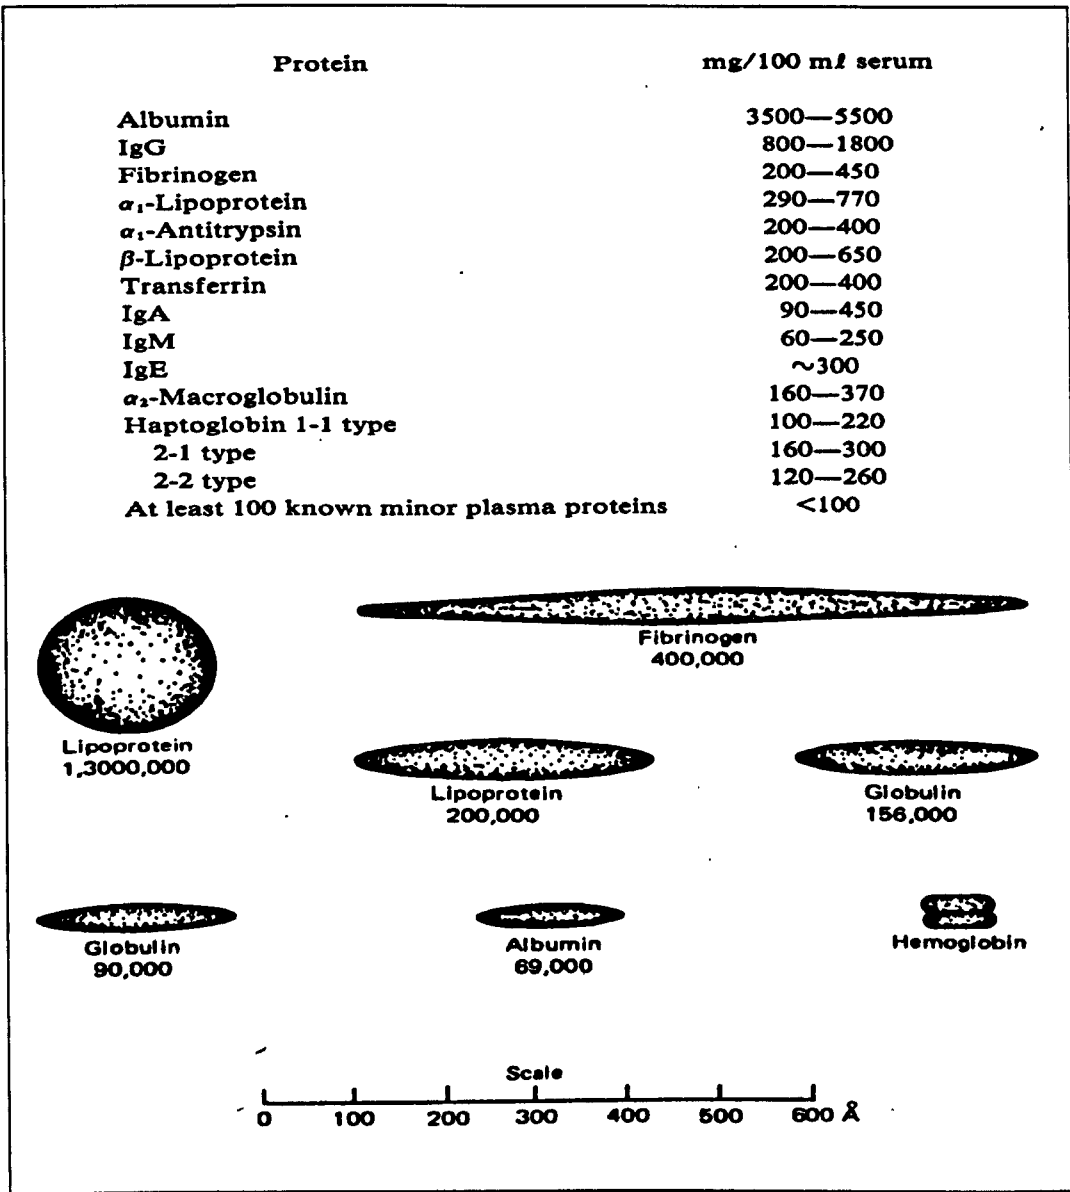 Protein mg/100 mℓ serum
Albumin 3500—5500
IgG 800—1800
Fibrinogen 200—450
α₁-Lipoprotein 290—770
α₁-Antitrypsin 200—400
β-Lipoprotein 200—650
Transferrin 200—400
IgA 90—450
IgM 60—250
IgE ~300
α₂-Macroglobulin 160—370
Haptoglobin 1-1 type 100—220
2-1 type 160—300
2-2 type 120—260
At least 100 known minor plasma proteins <100
Fibrinogen
400,000
Lipoprotein
1,3000,000
Lipoprotein
200,000
Globulin
156,000
Globulin
90,000
Albumin
69,000
Hemoglobin
Scale
0 100 200 300 400 500 600 Å